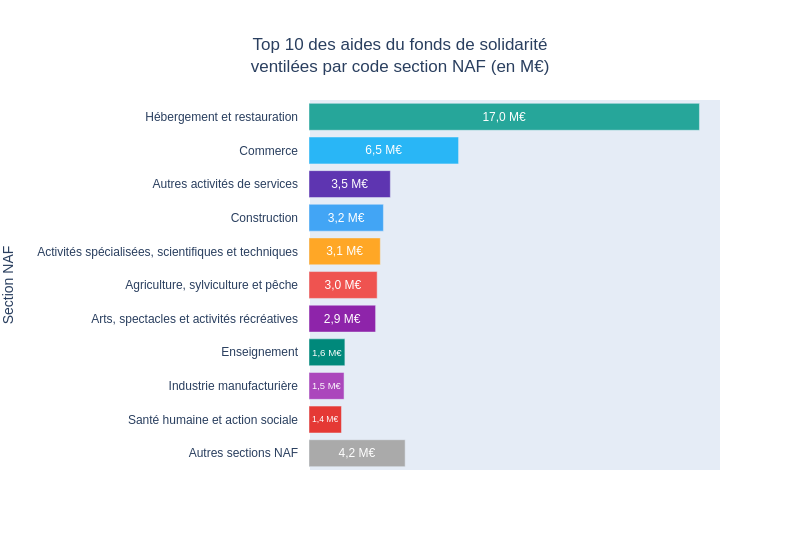 Top 10 des aides du fonds de solidarité
ventilées par code section NAF (en M€)
Section NAF
Hébergement et restauration 17,0 M€
Commerce 6,5 M€
Autres activités de services 3,5 M€
Construction 3,2 M€
Activités spécialisées, scientifiques et techniques 3,1 M€
Agriculture, sylviculture et pêche 3,0 M€
Arts, spectacles et activités récréatives 2,9 M€
Enseignement 1,6 M€
Industrie manufacturière 1,5 M€
Santé humaine et action sociale 1,4 M€
Autres sections NAF 4,2 M€